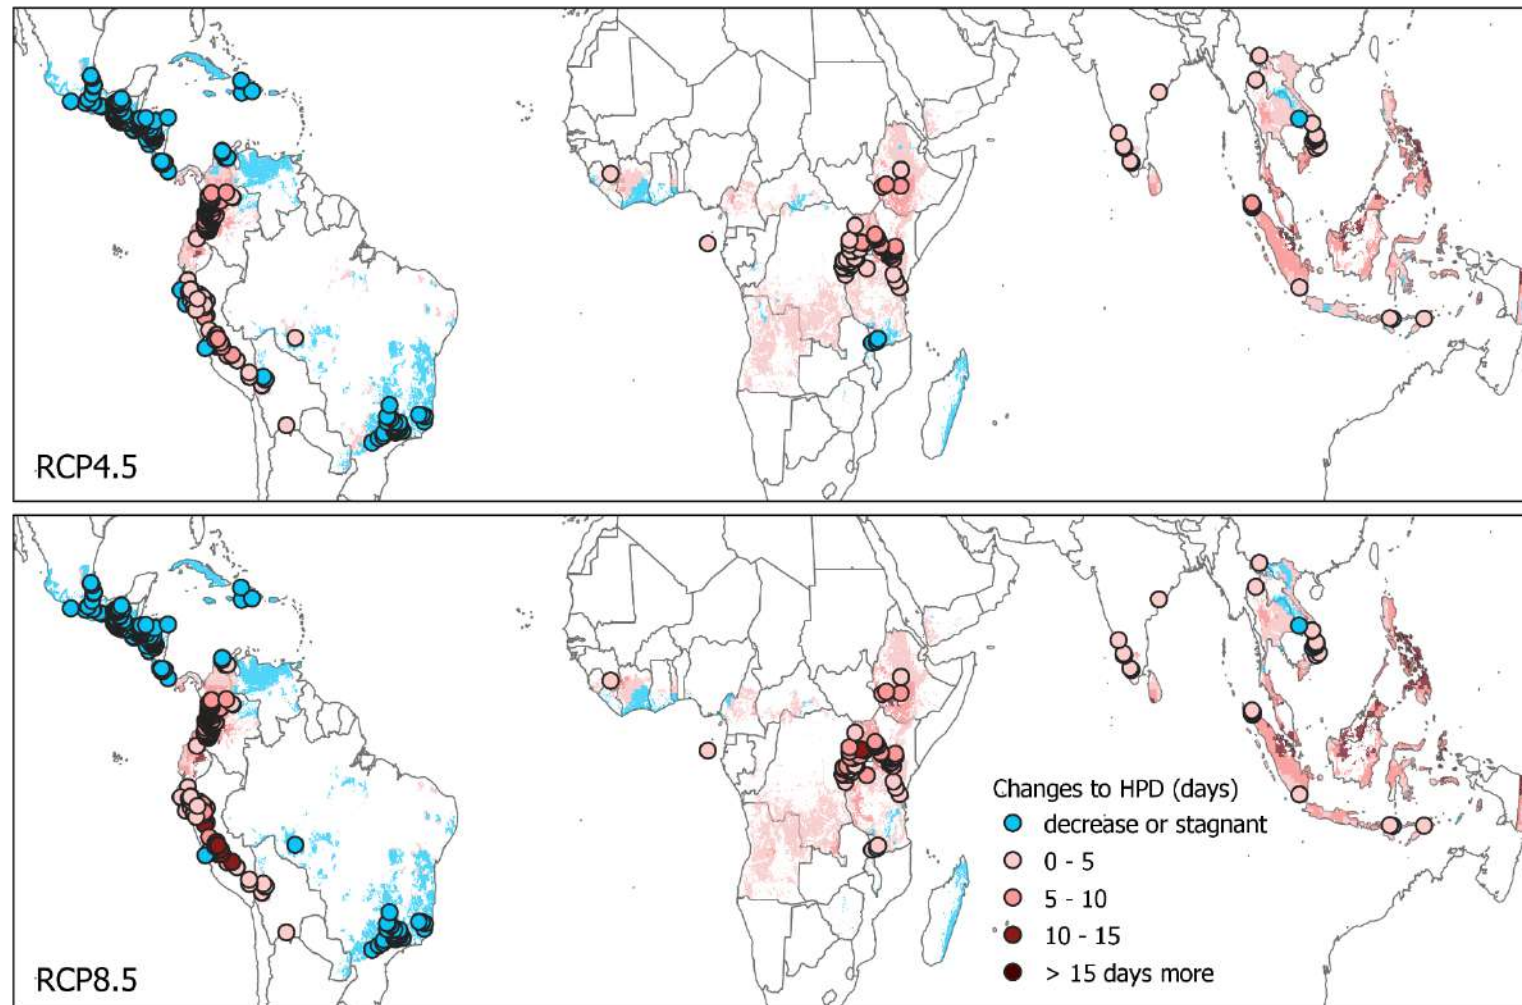 RCP4.5
Changes to HPD (days)
decrease or stagnant
0 - 5
5 - 10
10 - 15
> 15 days more
RCP8.5